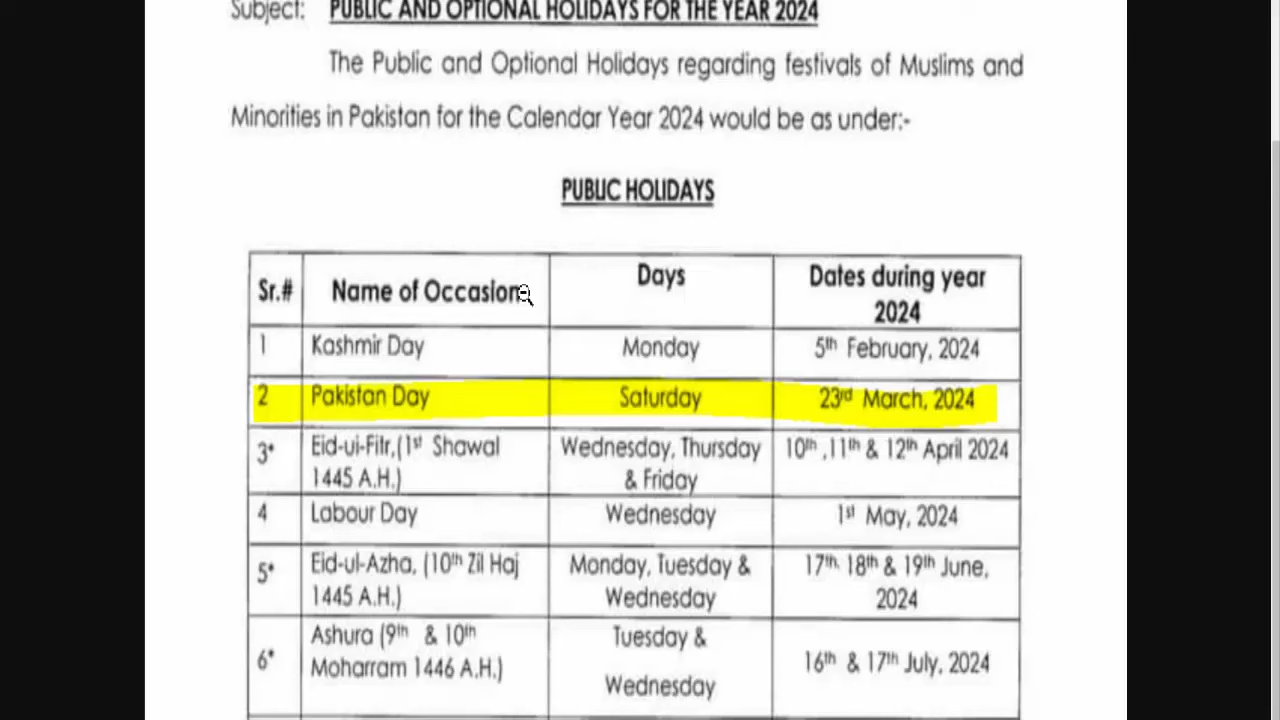 Subject: PUBLIC AND OPTIONAL HOLIDAYS FOR THE YEAR 2024
The Public and Optional Holidays regarding festivals of Muslims and
Minorities in Pakistan for the Calendar Year 2024 would be as under:-
PUBLIC HOLIDAYS
Sr.# Name of Occasion Days Dates during year 2024
1 Kashmir Day Monday 5th February, 2024
2 Pakistan Day Saturday 23rd March, 2024
3* Eid-ui-Fitr,(1st Shawal 1445 A.H.) Wednesday, Thursday & Friday 10th ,11th & 12th April 2024
4 Labour Day Wednesday 1st May, 2024
5* Eid-ul-Azha, (10th Zil Haj 1445 A.H.) Monday, Tuesday & Wednesday 17th, 18th & 19th June, 2024
6* Ashura (9th & 10th Moharram 1446 A.H.) Tuesday & Wednesday 16th & 17th July, 2024